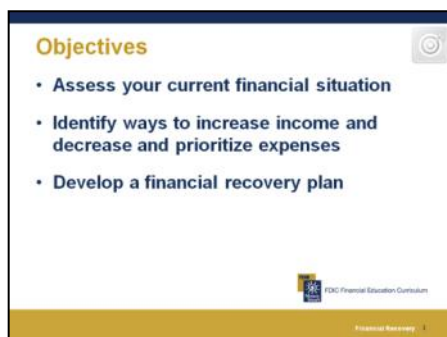 Objectives
• Assess your current financial situation
• Identify ways to increase income and
decrease and prioritize expenses
• Develop a financial recovery plan
FDIC Financial Education Curriculum
Financial Recovery